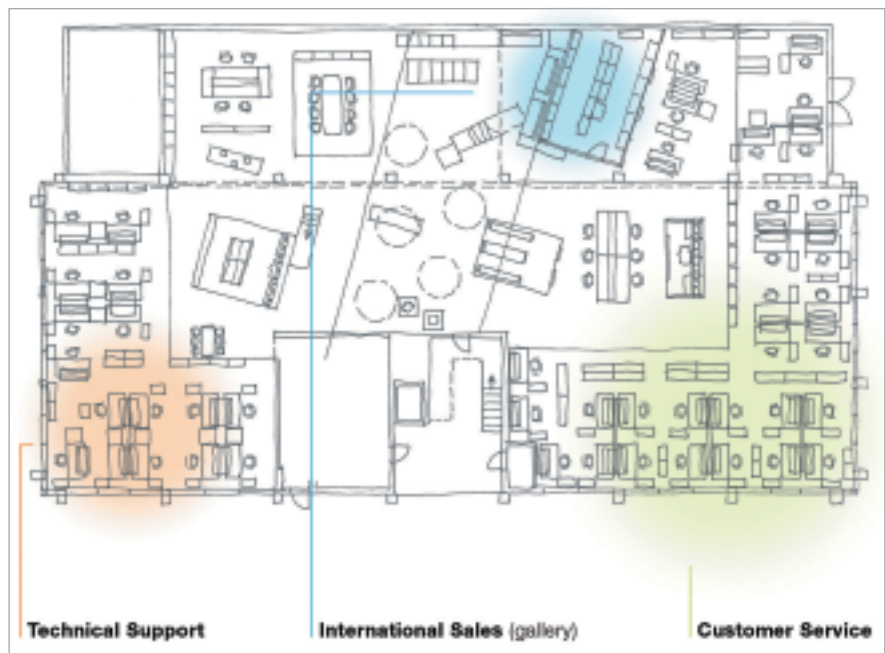 Technical Support
International Sales (gallery)
Customer Service